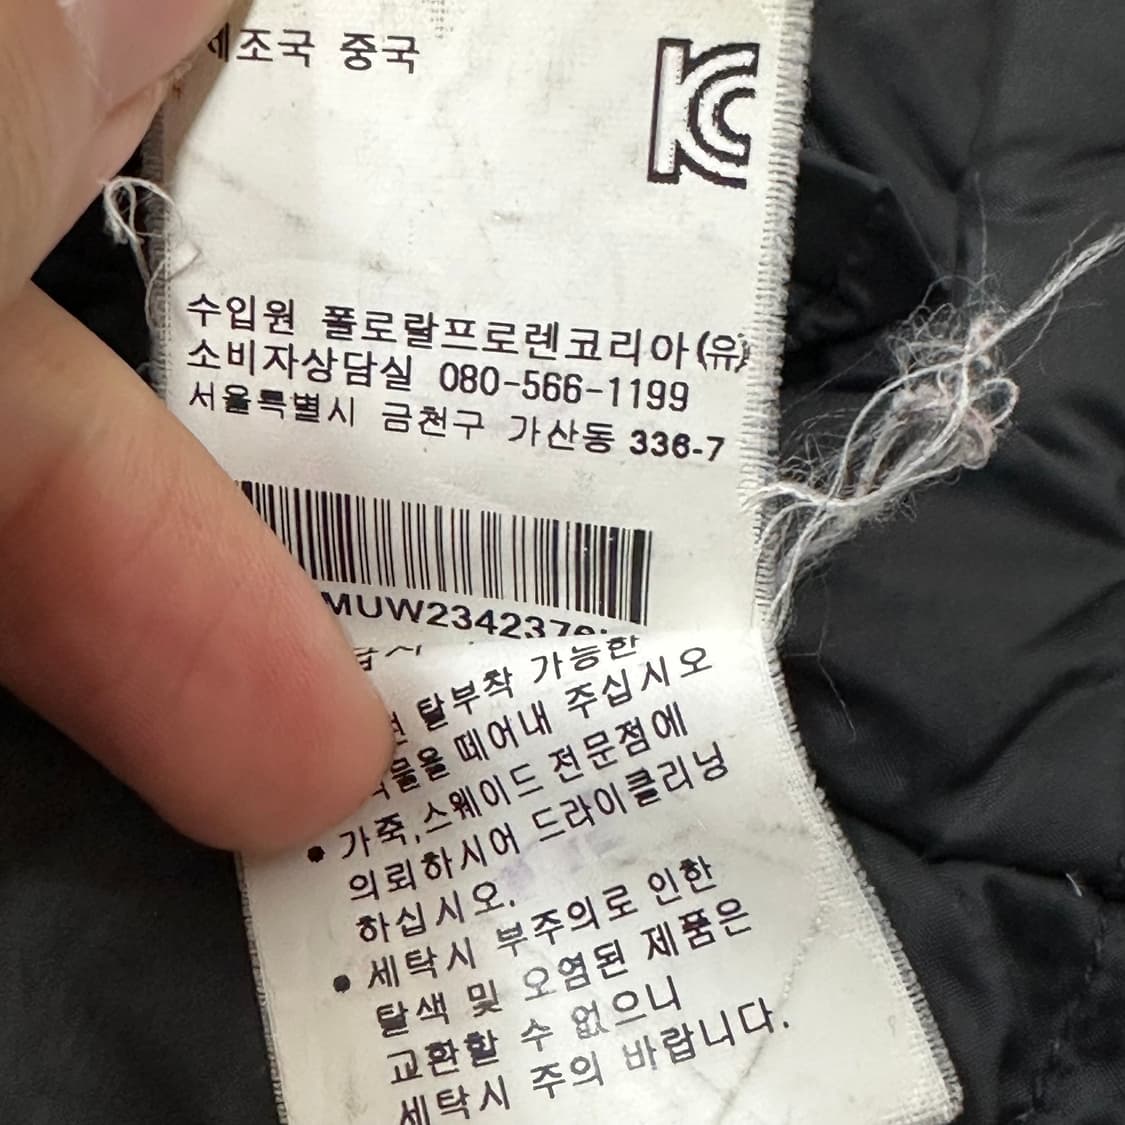 제조국 중국
KC
수입원 폴로랄프로렌코리아(유)
소비자상담실 080-566-1199
서울특별시 금천구 가산동 336-7
MUW2342370
탈부착 가능한
떼어내 주십시오
• 가죽,스웨이드 전문점에
의뢰하시어 드라이클리닝
하십시오.
• 세탁시 부주의로 인한
탈색 및 오염된 제품은
교환할 수 없으니
세탁시 주의 바랍니다.